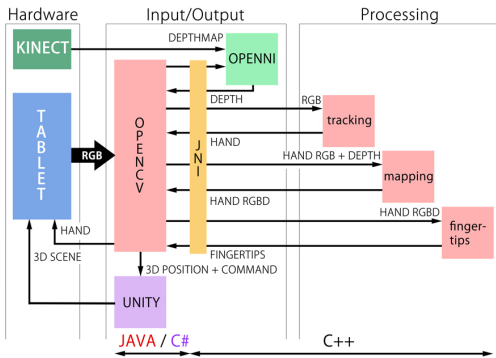 Hardware
Input/Output
Processing
KINECT
DEPTHMAP
OPENNI
TABLET
RGB
OPENCV
JNI
DEPTH
RGB
tracking
HAND
HAND RGB + DEPTH
mapping
HAND RGBD
HAND RGBD
finger-
tips
FINGERTIPS
HAND
3D SCENE
3D POSITION + COMMAND
UNITY
JAVA / C#
C++